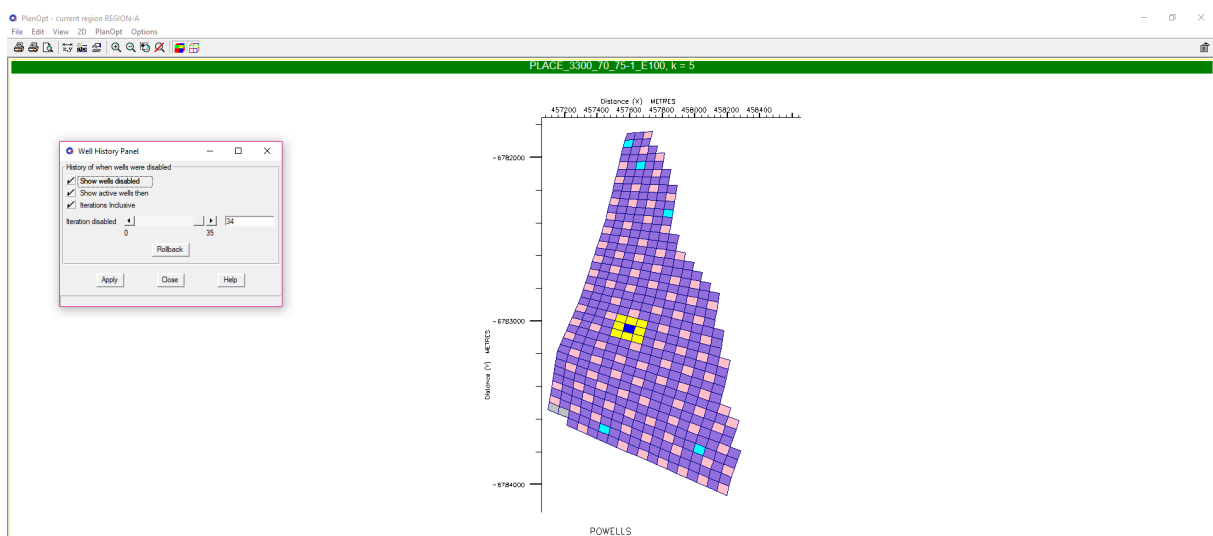 PlanOpt - current region REGION-A
File Edit View 2D PlanOpt Options
PLACE_3300_70_75-1_E100, k = 5
Distance (X) METRES
457200 457400 457600 457800 458000 458200 458400
Well History Panel
History of when wells were disabled
Show wells disabled
Show active wells then
Iterations Inclusive
Iteration disabled 34
0 35
Rollback
Apply Close Help
-6782000
-6783000
Distance (Y) METRES
-6784000
POWELLS